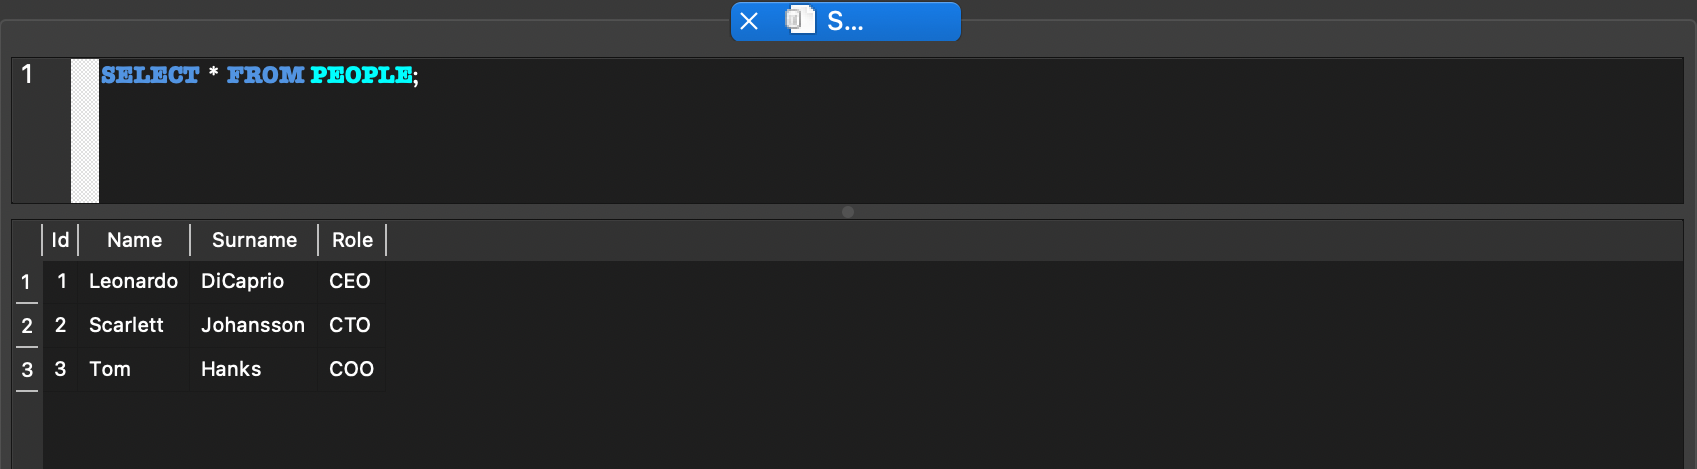 S...
1 SELECT * FROM PEOPLE;
Id Name Surname Role
1 1 Leonardo DiCaprio CEO
2 2 Scarlett Johansson CTO
3 3 Tom Hanks COO